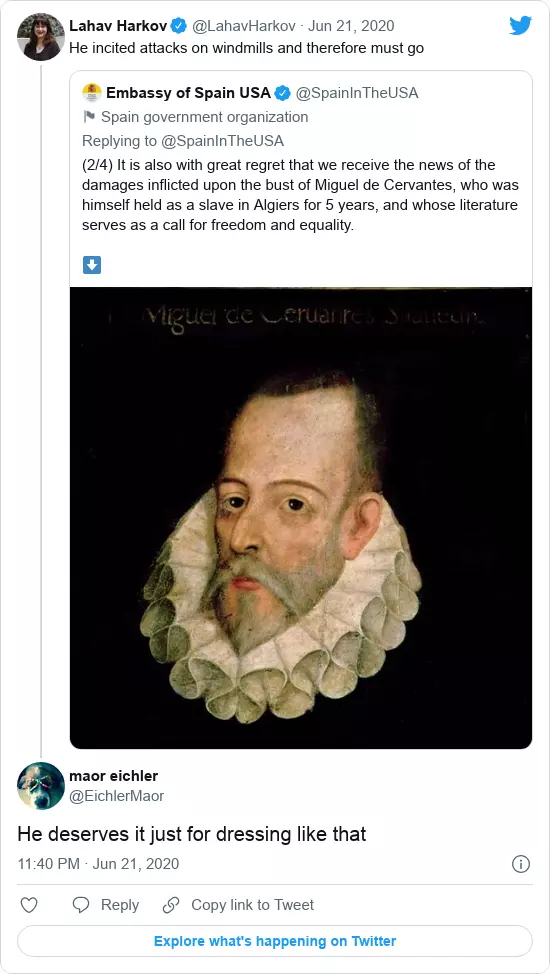 Lahav Harkov @LahavHarkov · Jun 21, 2020
He incited attacks on windmills and therefore must go
Embassy of Spain USA @SpainInTheUSA
Spain government organization
Replying to @SpainInTheUSA
(2/4) It is also with great regret that we receive the news of the
damages inflicted upon the bust of Miguel de Cervantes, who was
himself held as a slave in Algiers for 5 years, and whose literature
serves as a call for freedom and equality.
Miguel de Cervantes
maor eichler
@EichlerMaor
He deserves it just for dressing like that
11:40 PM · Jun 21, 2020
Reply
Copy link to Tweet
Explore what's happening on Twitter